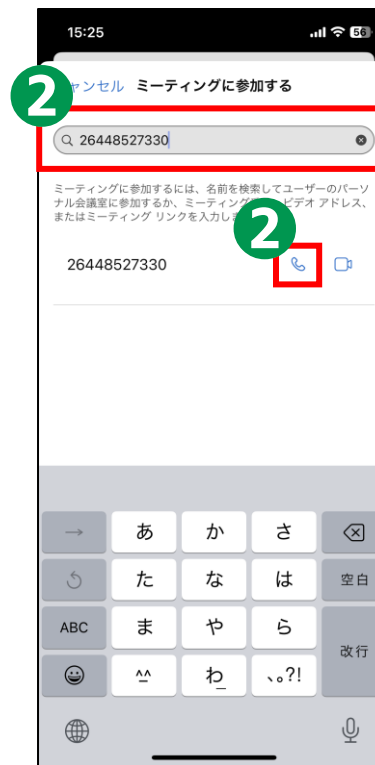 15:25
56
2
ャンセル ミーティングに参加する
26448527330
ミーティングに参加するには、名前を検索してユーザーのパーソ
ナル会議室に参加するか、ミーティング ビデオ アドレス、
またはミーティング リンクを入力しま
2
26448527330
→ あ か さ
た な は 空白
ABC ま や ら
改行
^^ わ_ 、。?!